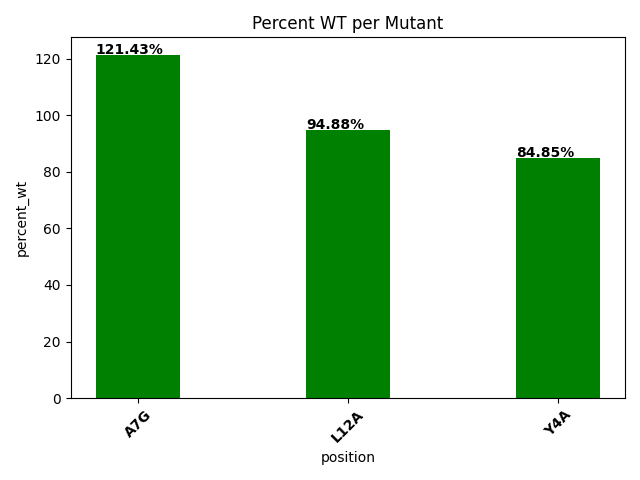 Percent WT per Mutant
percent_wt
120
100
80
60
40
20
0
121.43%
94.88%
84.85%
A7G
L12A
Y4A
position